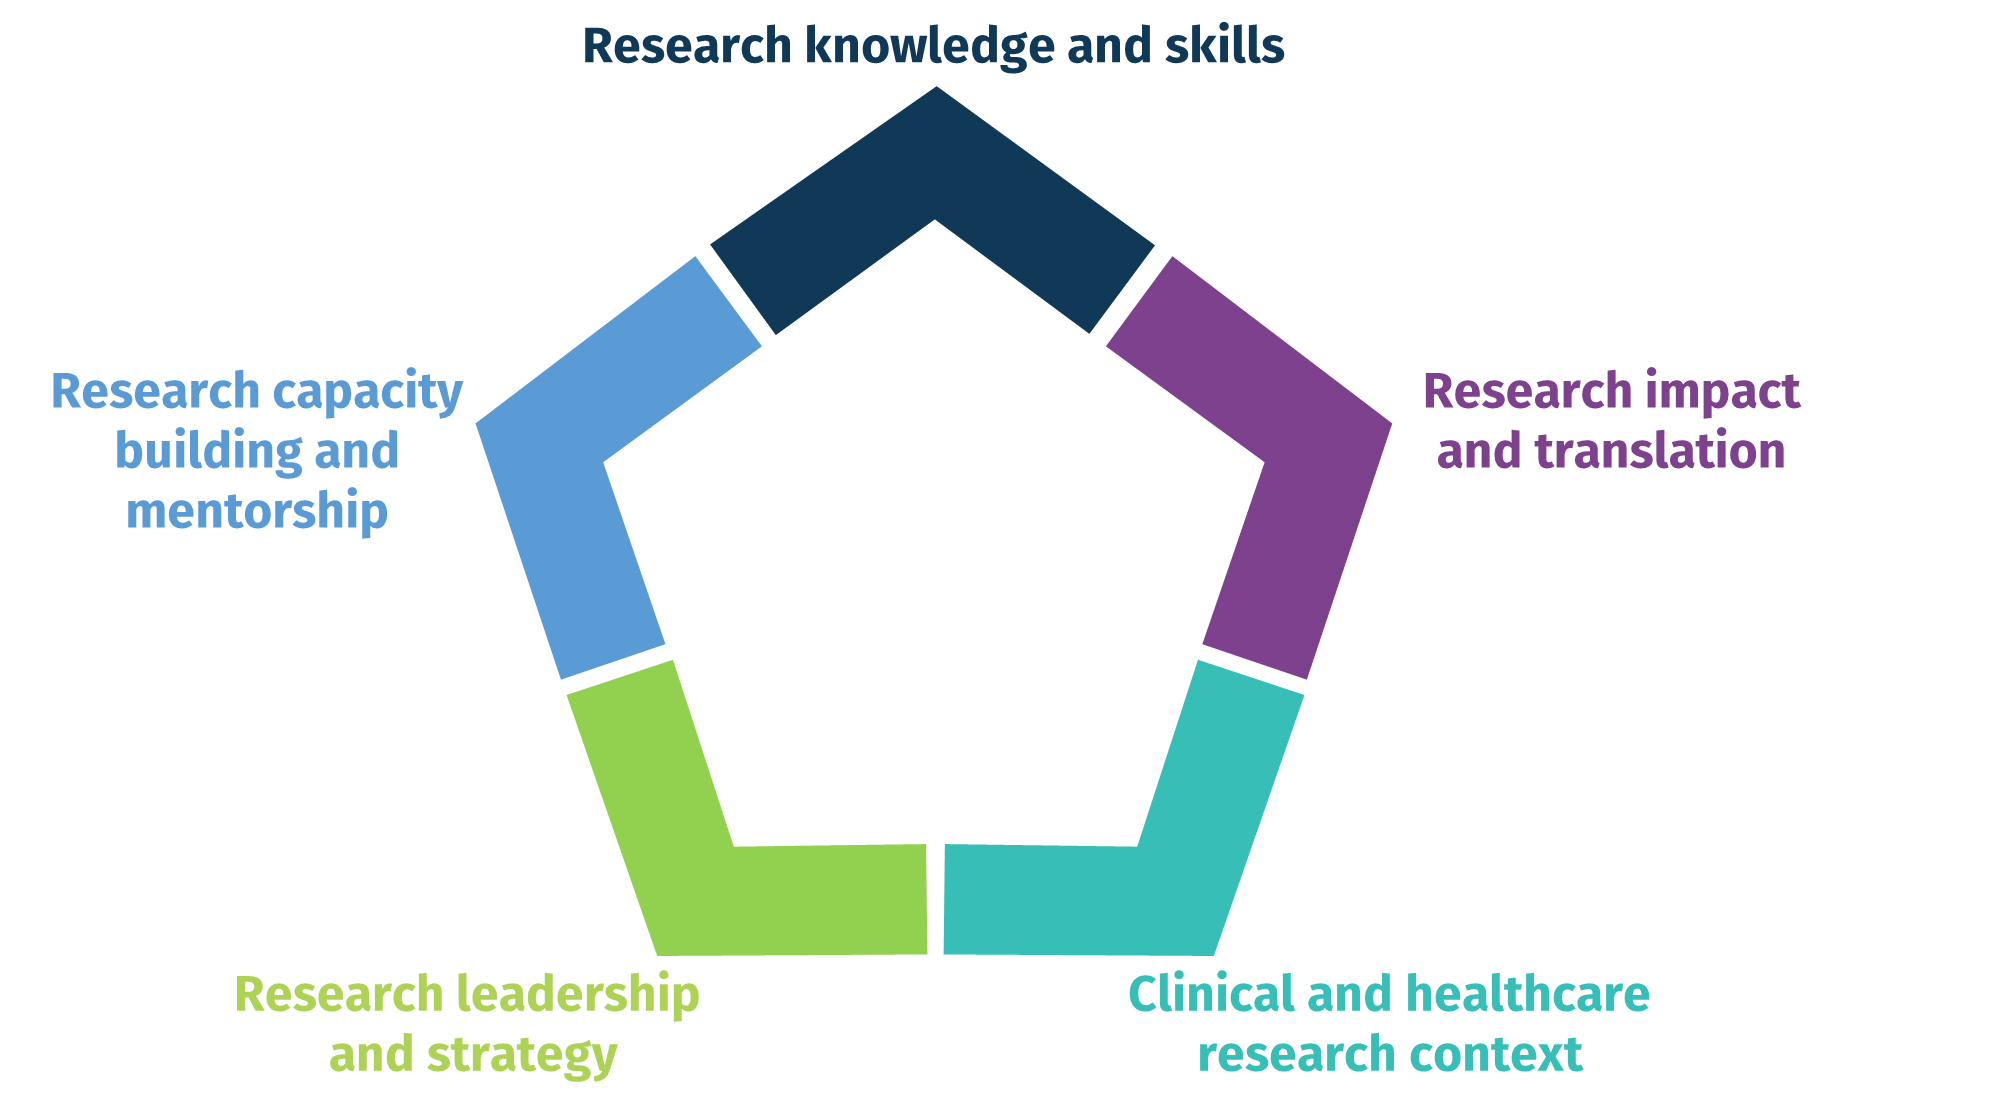 Research knowledge and skills
Research capacity
building and
mentorship
Research impact
and translation
Research leadership
and strategy
Clinical and healthcare
research context